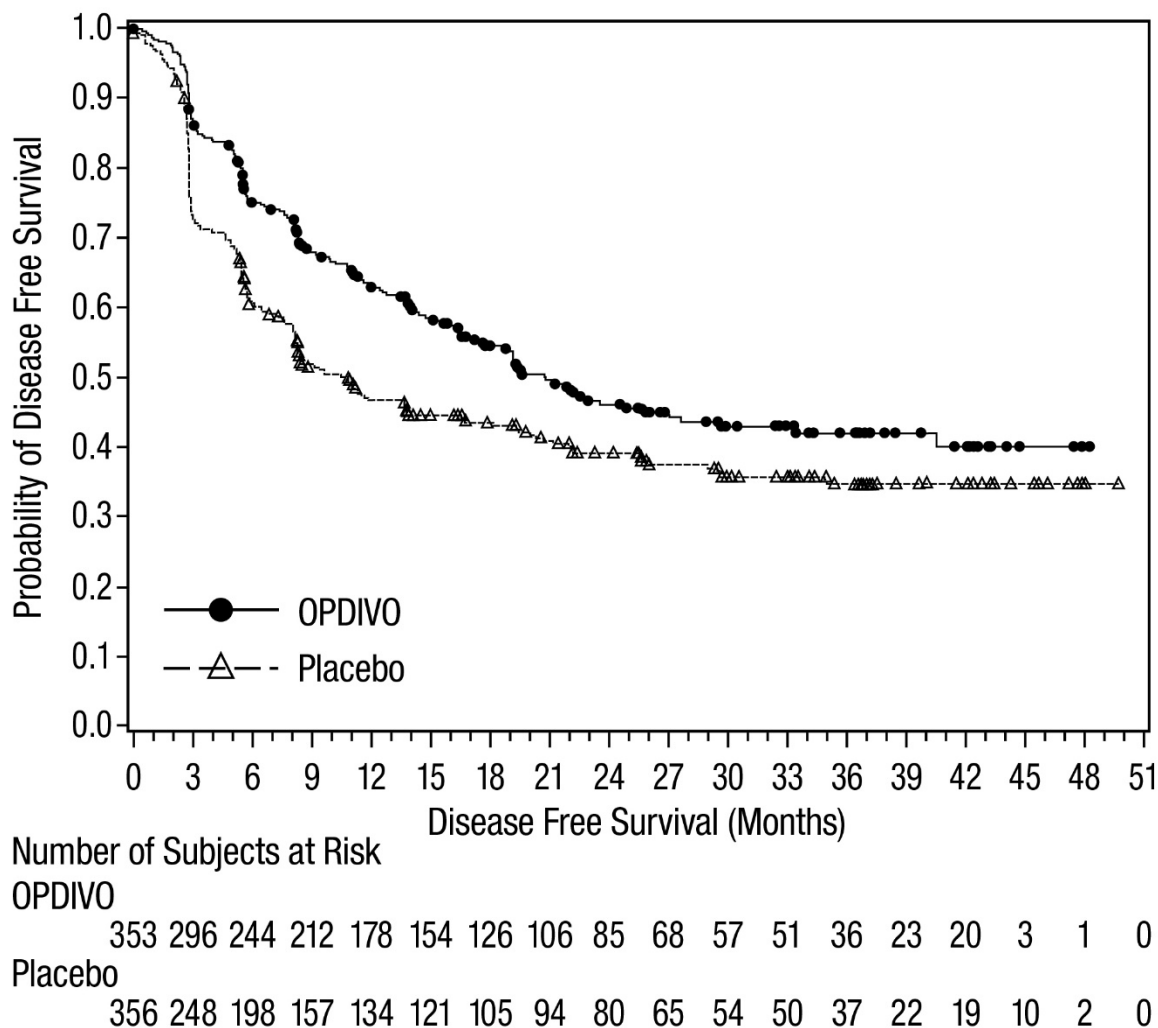 Probability of Disease Free Survival
1.0
0.9
0.8
0.7
0.6
0.5
0.4
0.3
0.2
0.1
0.0
OPDIVO
Placebo
0 3 6 9 12 15 18 21 24 27 30 33 36 39 42 45 48 51
Disease Free Survival (Months)
Number of Subjects at Risk
OPDIVO
353 296 244 212 178 154 126 106 85 68 57 51 36 23 20 3 1 0
Placebo
356 248 198 157 134 121 105 94 80 65 54 50 37 22 19 10 2 0